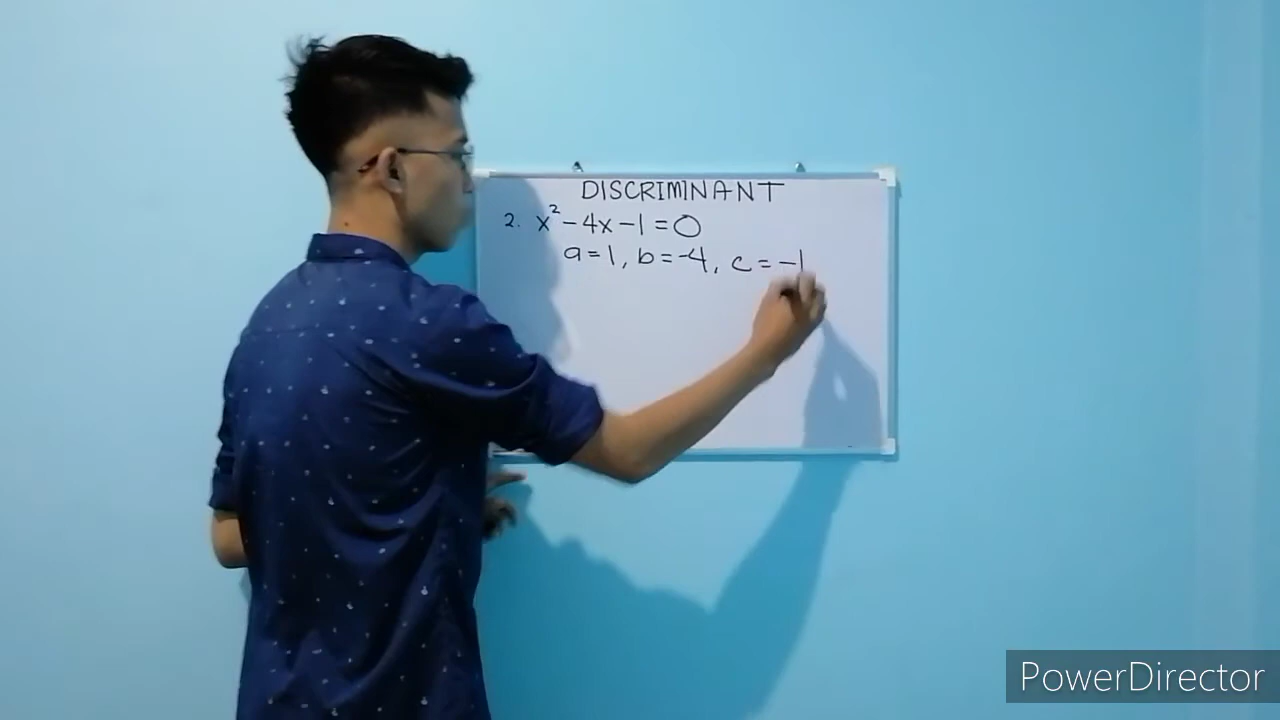 DISCRIMINANT
2. x² - 4x - 1 = 0
a = 1, b = -4, c = -1
PowerDirector